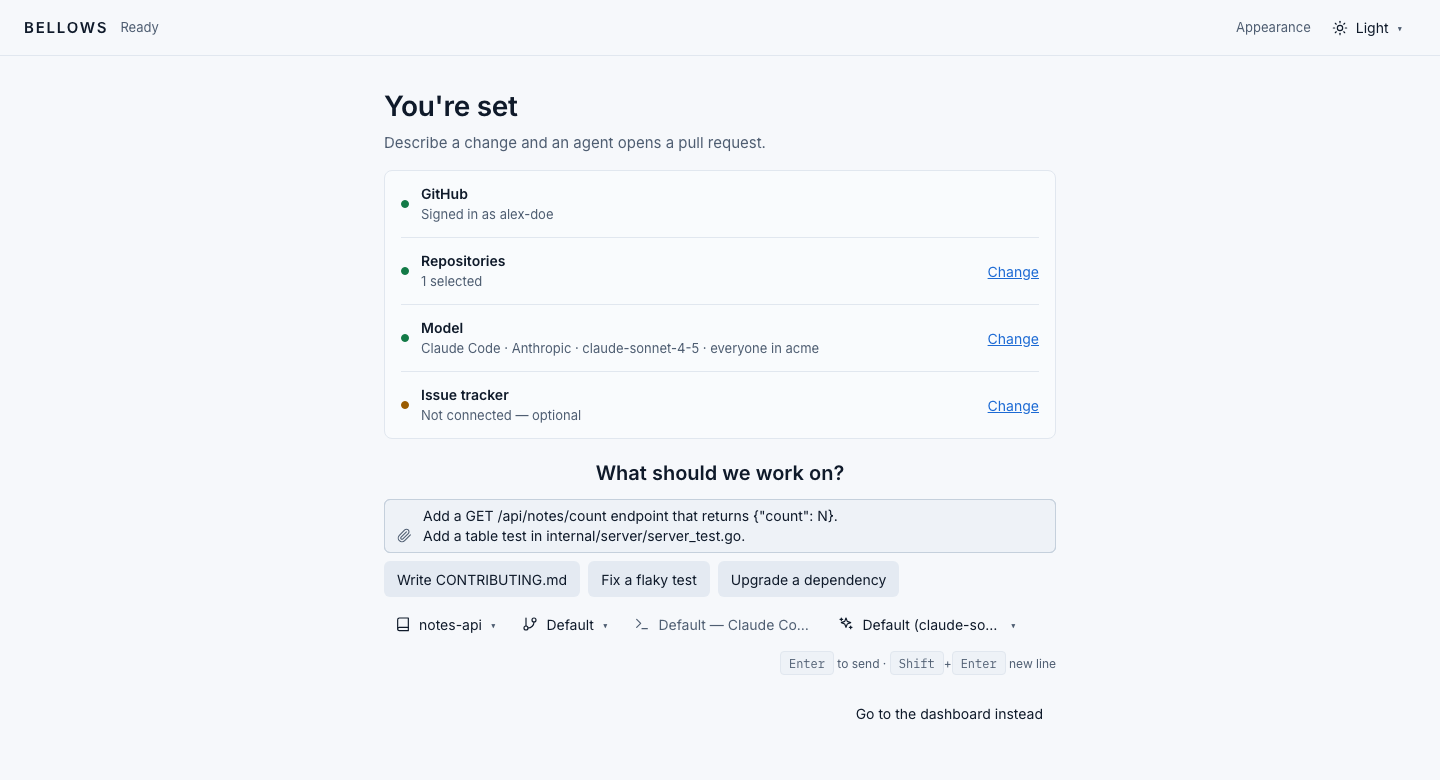 BELLOWS Ready Appearance Light
You're set
Describe a change and an agent opens a pull request.
GitHub
Signed in as alex-doe
Repositories
1 selected
Change
Model
Claude Code · Anthropic · claude-sonnet-4-5 · everyone in acme
Change
Issue tracker
Not connected — optional
Change
What should we work on?
Add a GET /api/notes/count endpoint that returns {"count": N}.
Add a table test in internal/server/server_test.go.
Write CONTRIBUTING.md Fix a flaky test Upgrade a dependency
notes-api Default Default — Claude Co... Default (claude-so...
Enter to send · Shift+Enter new line
Go to the dashboard instead